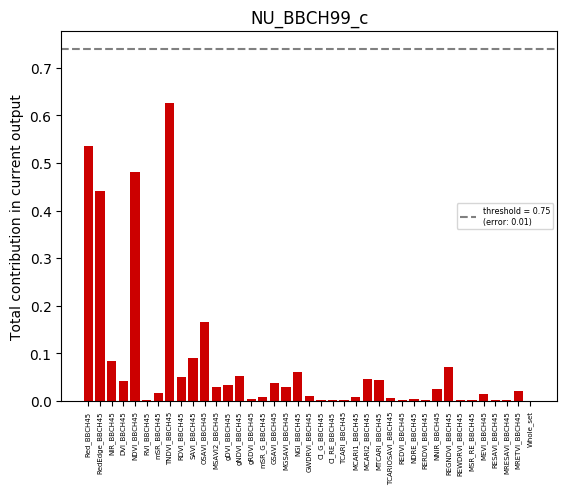 NU_BBCH99_c
Total contribution in current output
0.7
0.6
0.5
0.4
0.3
0.2
0.1
0.0
threshold = 0.75
(error: 0.01)
Red_BBCH45
RedEdge_BBCH45
NIR_BBCH45
DVI_BBCH45
NDVI_BBCH45
RVI_BBCH45
mSR_BBCH45
TNDVI_BBCH45
RDVI_BBCH45
SAVI_BBCH45
OSAVI_BBCH45
MSAVI2_BBCH45
gDVI_BBCH45
gNDVI_BBCH45
gRDVI_BBCH45
mSR_G_BBCH45
GSAVI_BBCH45
MGSAVI_BBCH45
NGI_BBCH45
GWDRVI_BBCH45
CI_G_BBCH45
CI_RE_BBCH45
TCARI_BBCH45
MCARI1_BBCH45
MCARI2_BBCH45
MTCARI_BBCH45
TCARIOSAVI_BBCH45
REDVI_BBCH45
NDRE_BBCH45
RERDVI_BBCH45
NNIR_BBCH45
REGNDVI_BBCH45
REWDRVI_BBCH45
MSR_RE_BBCH45
MEVI_BBCH45
RESAVI_BBCH45
MRESAVI_BBCH45
MRETVI_BBCH45
Whole_set